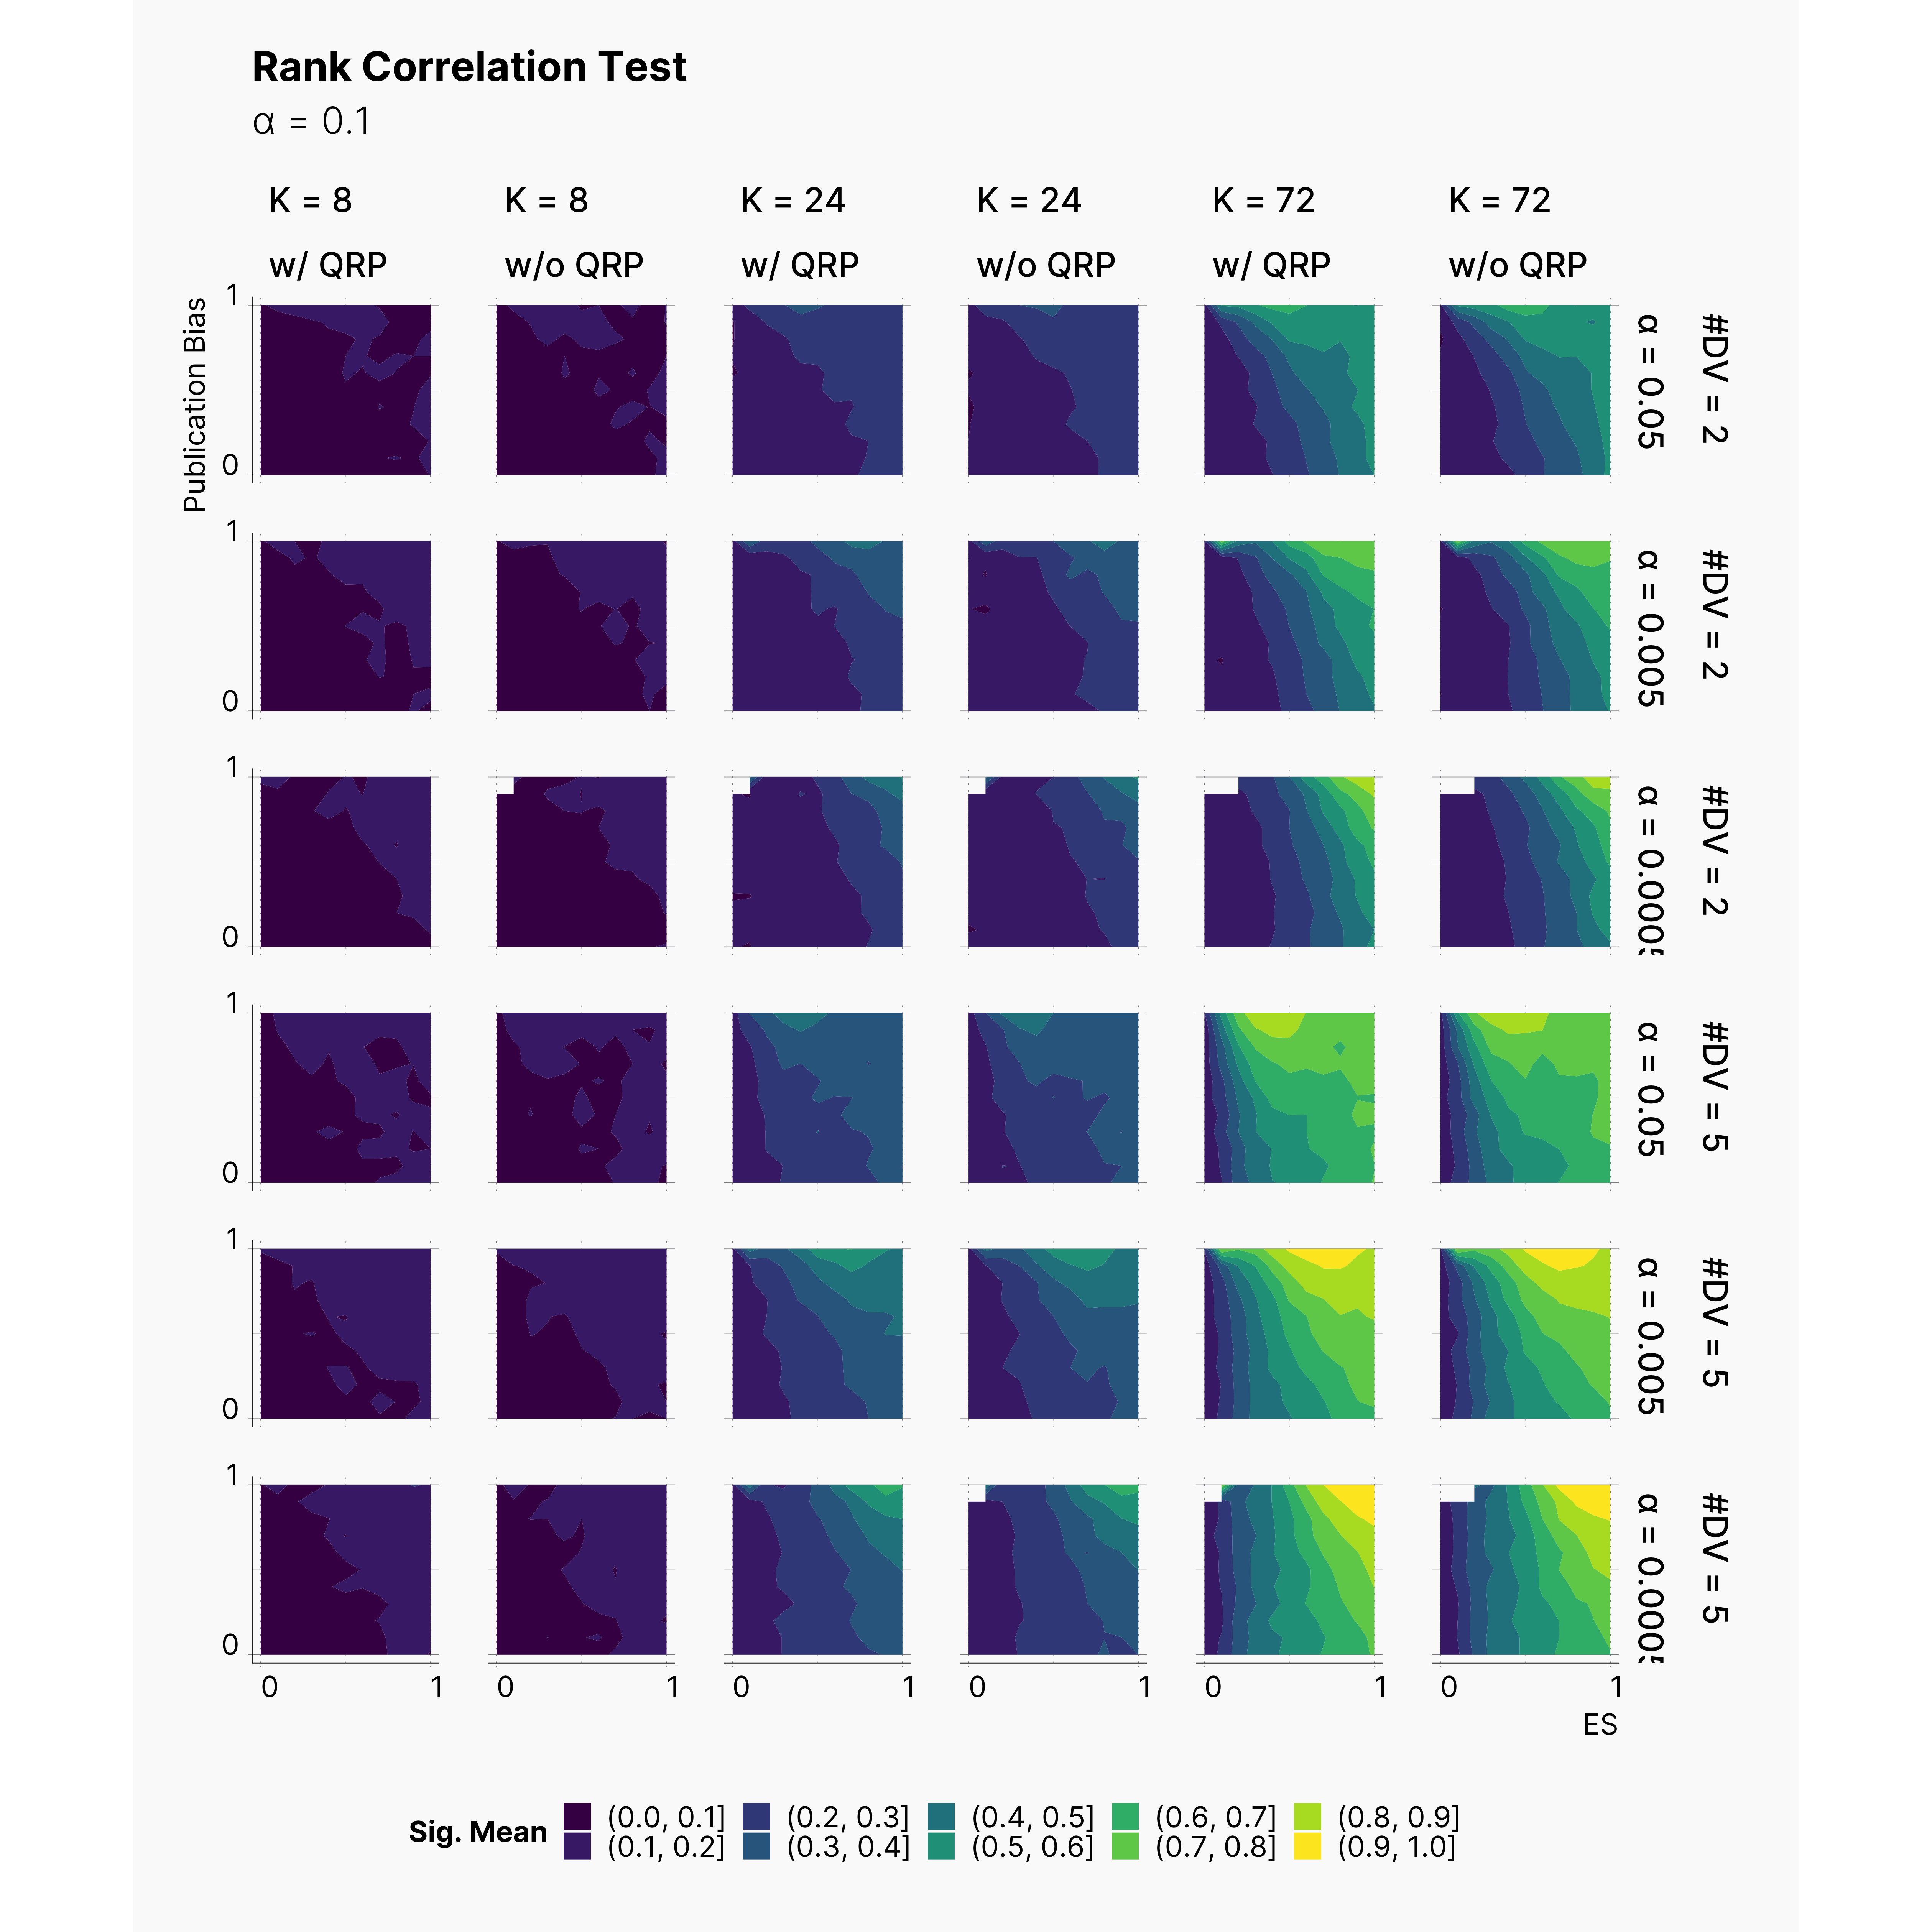 Rank Correlation Test
α = 0.1
K = 8 K = 8 K = 24 K = 24 K = 72 K = 72
w/ QRP w/o QRP w/ QRP w/o QRP w/ QRP w/o QRP
Publication Bias
1
0
α = 0.05
#DV = 2
1
0
α = 0.005
#DV = 2
1
0
α = 0.0005
#DV = 2
1
0
α = 0.05
#DV = 5
1
0
α = 0.005
#DV = 5
1
0
α = 0.0005
#DV = 5
0 1 0 1 0 1 0 1 0 1 0 1
ES
Sig. Mean
(0.0, 0.1] (0.2, 0.3] (0.4, 0.5] (0.6, 0.7] (0.8, 0.9]
(0.1, 0.2] (0.3, 0.4] (0.5, 0.6] (0.7, 0.8] (0.9, 1.0]